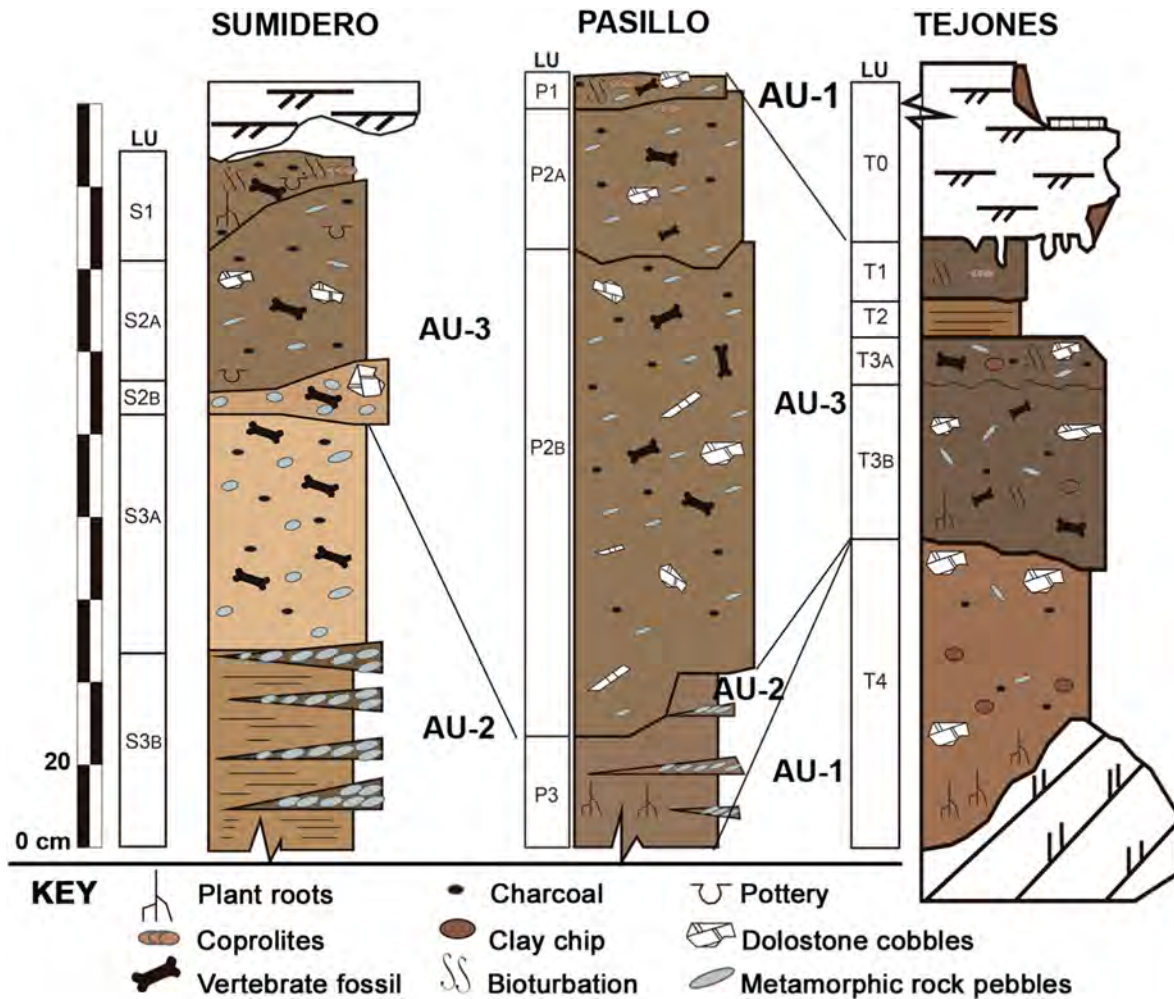 SUMIDERO
PASILLO
TEJONES
LU
LU
LU
S1
S2A
S2B
S3A
S3B
20
0 cm
AU-3
AU-2
P1
P2A
P2B
P3
AU-1
AU-3
AU-2
AU-1
T0
T1
T2
T3A
T3B
T4
KEY
Plant roots
Charcoal
Pottery
Coprolites
Clay chip
Dolostone cobbles
Vertebrate fossil
Bioturbation
Metamorphic rock pebbles